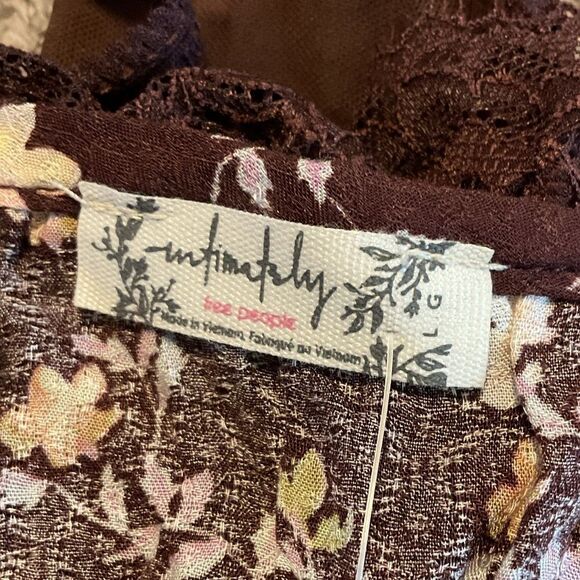 intimately
free people
Made in Vietnam, Fabriqué au Vietnam
L G